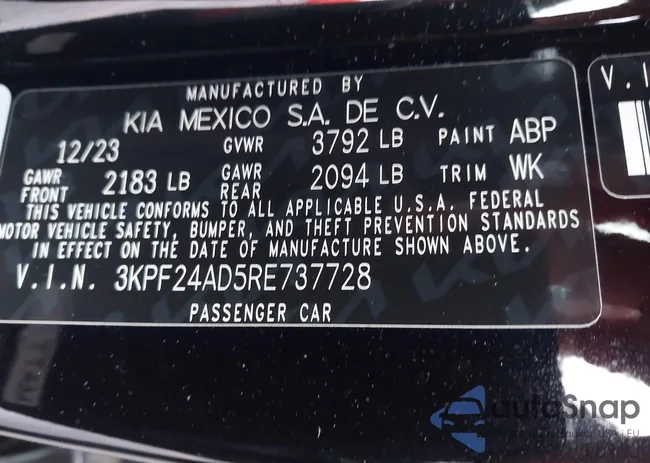 MANUFACTURED BY
KIA MEXICO S.A. DE C.V.
12/23 GVWR 3792 LB PAINT ABP
GAWR FRONT 2183 LB GAWR REAR 2094 LB TRIM WK
THIS VEHICLE CONFORMS TO ALL APPLICABLE U.S.A. FEDERAL
MOTOR VEHICLE SAFETY, BUMPER, AND THEFT PREVENTION STANDARDS
IN EFFECT ON THE DATE OF MANUFACTURE SHOWN ABOVE.
V.I.N. 3KPF24AD5RE737728
PASSENGER CAR
V.I
autoSnap
USA | EU